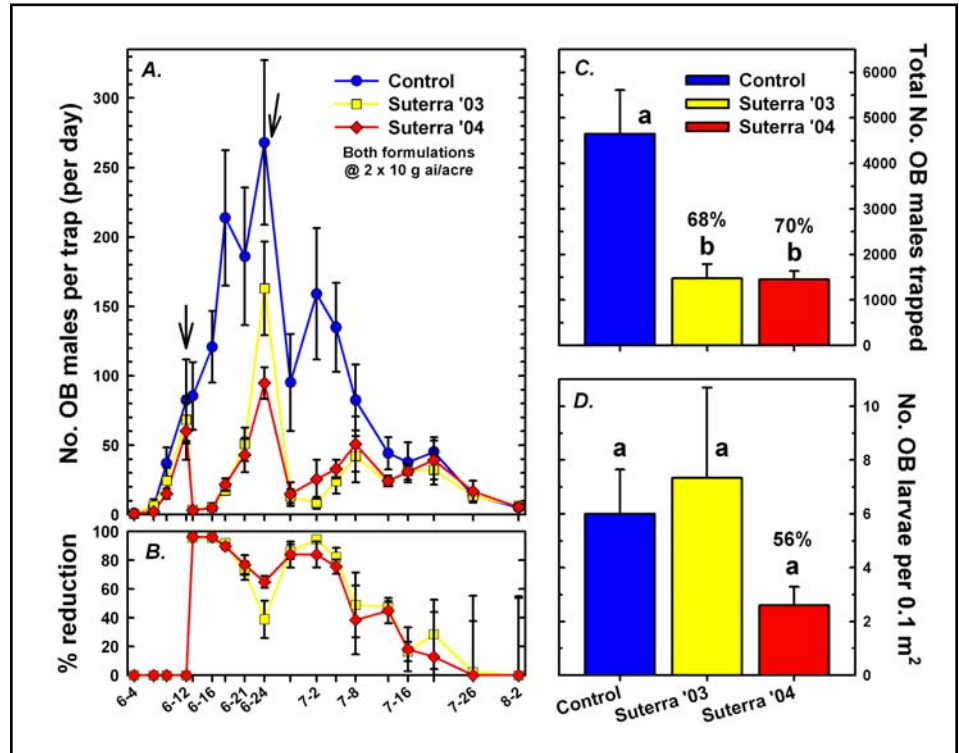 A.
Control
Suterra '03
Suterra '04
Both formulations
@ 2 x 10 g ai/acre
No. OB males per trap (per day)
300
250
200
150
100
50
0
B.
% reduction
100
80
60
40
20
0
6-4
6-12
6-16
6-21
6-24
7-2
7-8
7-16
7-26
8-2
C.
Control
Suterra '03
Suterra '04
a
68%
b
70%
b
Total No. OB males trapped
6000
5000
4000
3000
2000
1000
0
D.
a
a
56%
a
No. OB larvae per 0.1 m²
10
8
6
4
2
0
Control
Suterra '03
Suterra '04